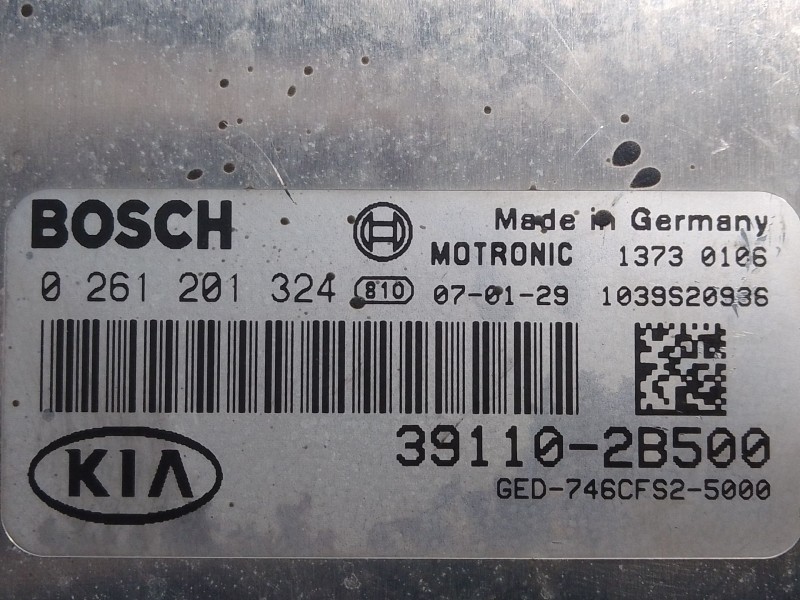 BOSCH
Made in Germany
MOTRONIC 1373 0106
0 261 201 324 810 07-01-29 1039S20936
KIA
39110-2B500
GED-746CFS2-5000